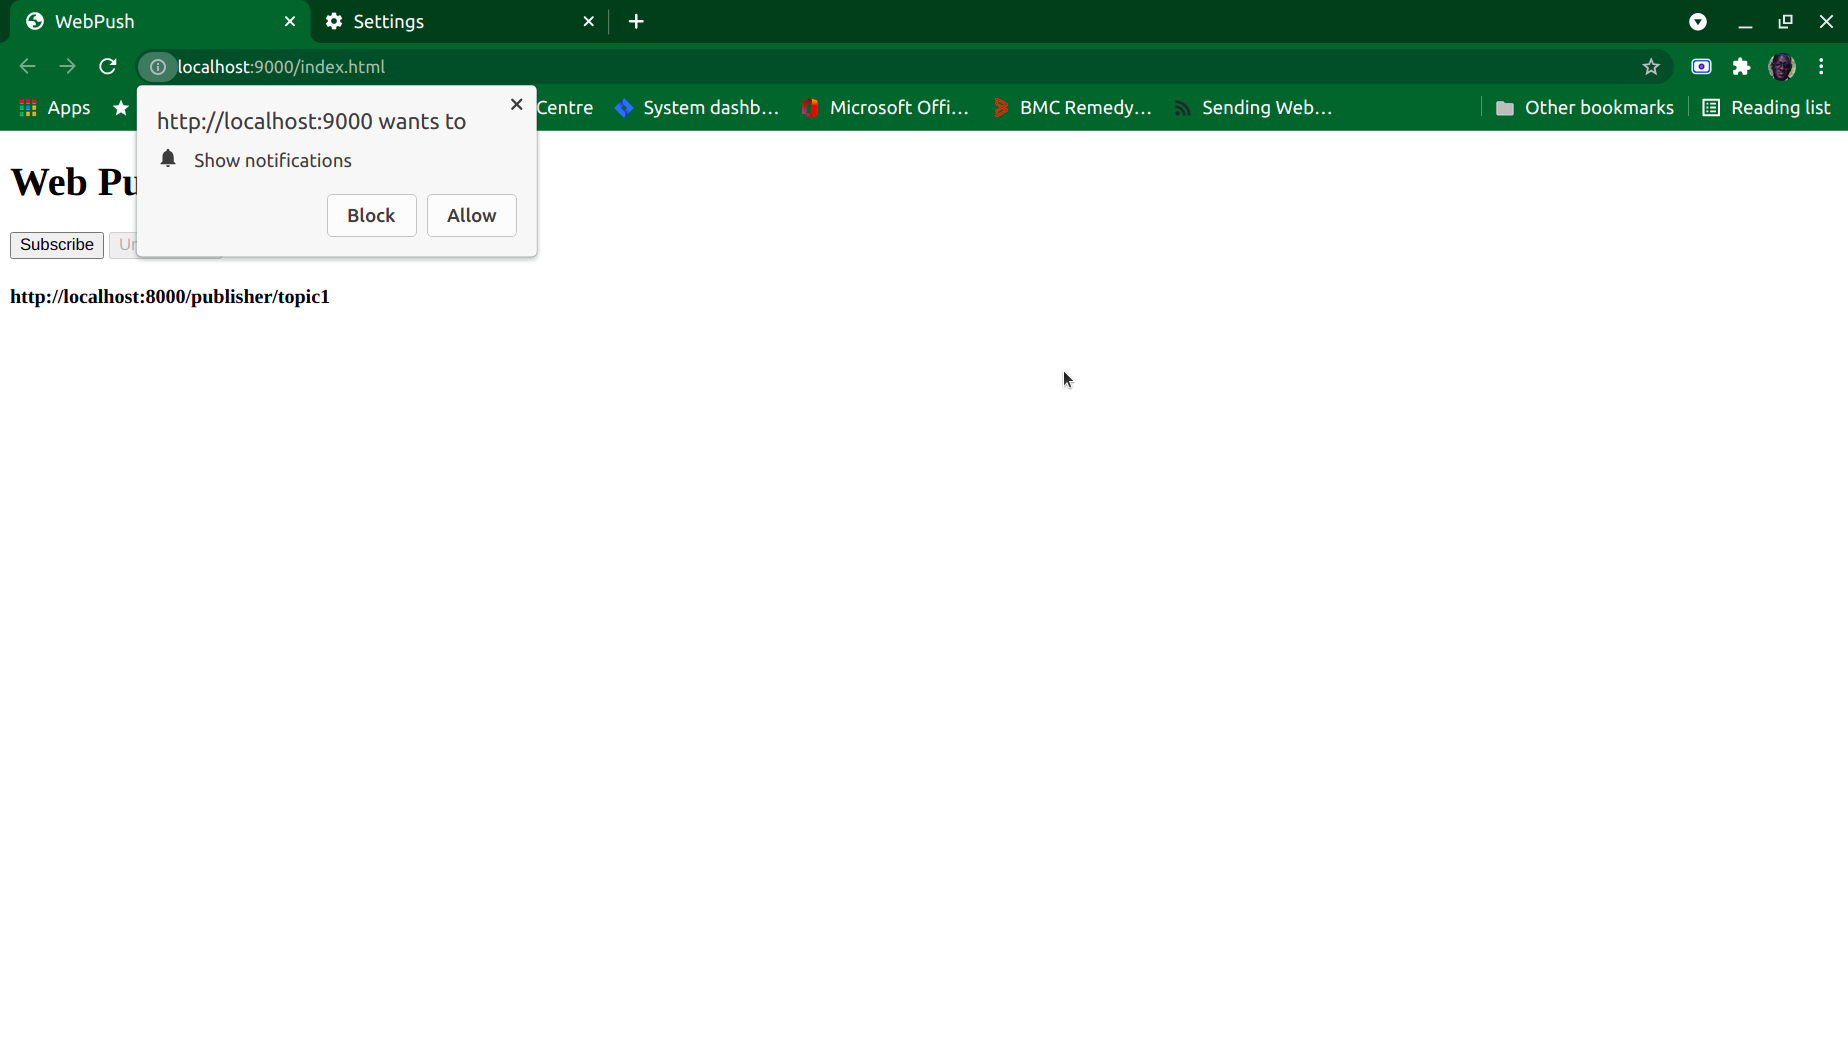 WebPush
Settings
localhost:9000/index.html
Apps
Centre
System dashb...
Microsoft Offi...
BMC Remedy...
Sending Web...
Other bookmarks
Reading list
http://localhost:9000 wants to
Show notifications
Block
Allow
Web Pu
Subscribe
Un
http://localhost:8000/publisher/topic1